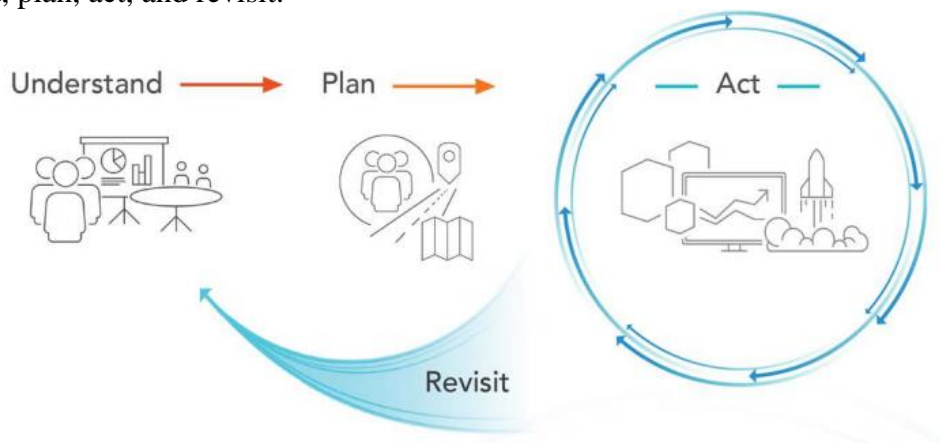 plan, act, and revisit.
Understand
Plan
Act
Revisit